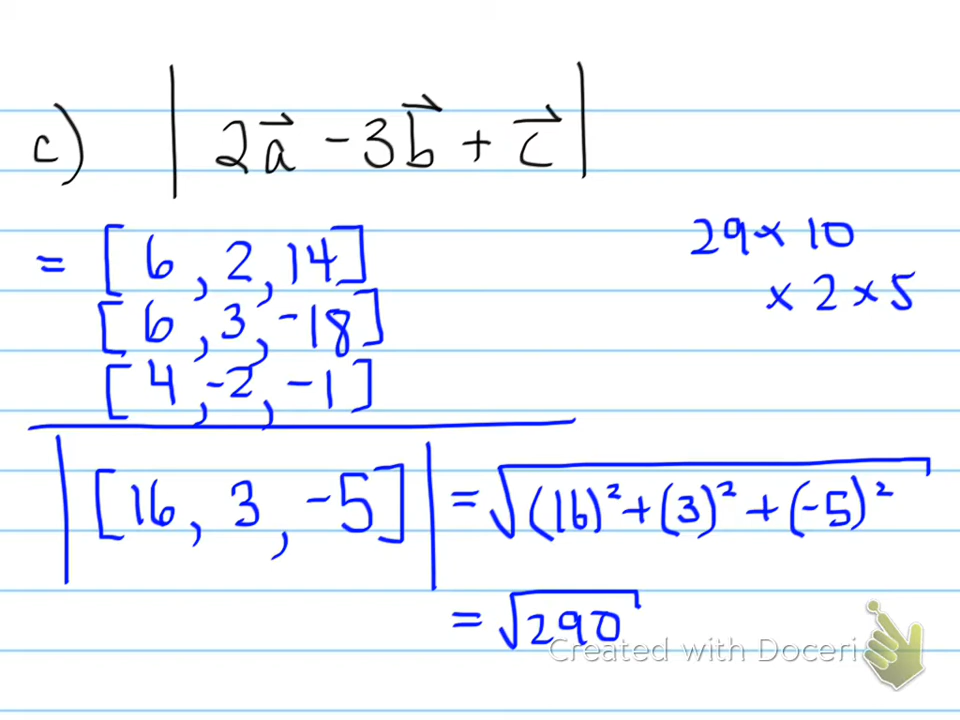 c) | 2a⃗ - 3b⃗ + c⃗ |
= [6, 2, 14]
[6, 3, -18]
[4, -2, -1]
|[16, 3, -5]| = √(16)² + (3)² + (-5)²
= √290
29 × 10
× 2 × 5
Created with Doceri